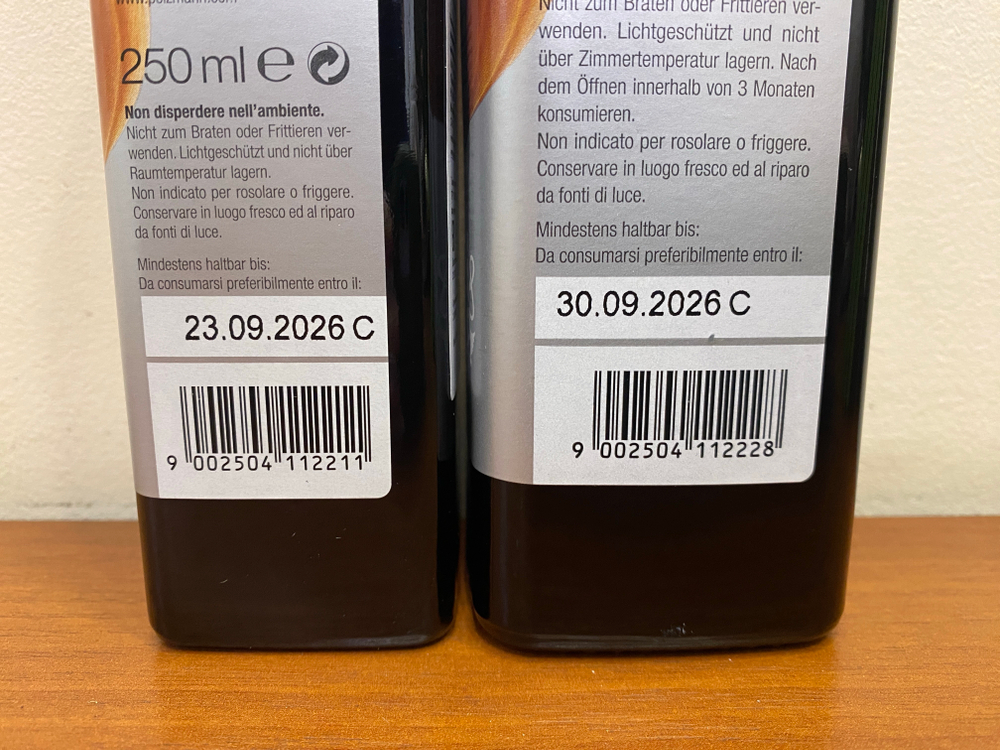 www.pelzmann.com
250 ml e
Non disperdere nell'ambiente.
Nicht zum Braten oder Frittieren ver-
wenden. Lichtgeschützt und nicht über
Raumtemperatur lagern.
Non indicato per rosolare o friggere.
Conservare in luogo fresco ed al riparo
da fonti di luce.
Mindestens haltbar bis:
Da consumarsi preferibilmente entro il:
23.09.2026 C
9 002504 112211
Nicht zum Braten oder Frittieren ver-
wenden. Lichtgeschützt und nicht
über Zimmertemperatur lagern. Nach
dem Öffnen innerhalb von 3 Monaten
konsumieren.
Non indicato per rosolare o friggere.
Conservare in luogo fresco ed al riparo
da fonti di luce.
Mindestens haltbar bis:
Da consumarsi preferibilmente entro il:
30.09.2026 C
9 002504 112228